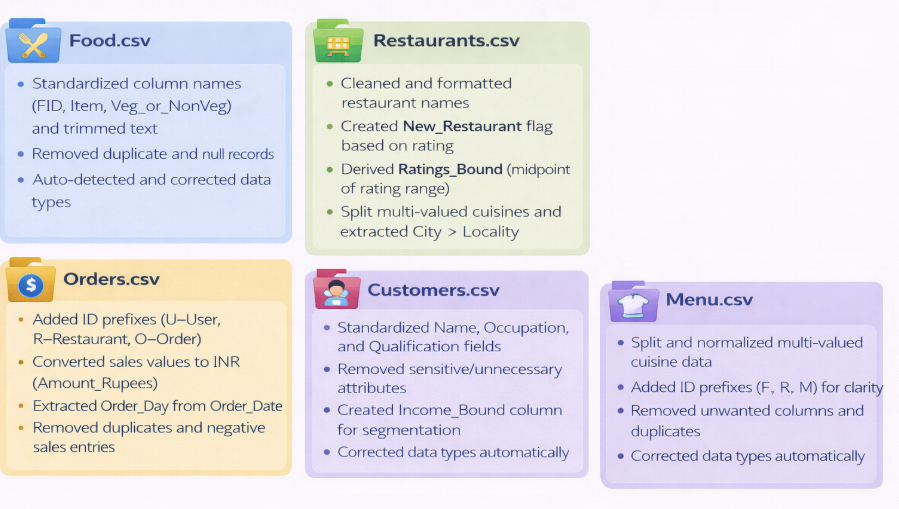 Food.csv
Standardized column names
(FID, Item, Veg_or_NonVeg)
and trimmed text
Removed duplicate and null records
Auto-detected and corrected data
types
Restaurants.csv
Cleaned and formatted
restaurant names
Created New_Restaurant flag
based on rating
Derived Ratings_Bound (midpoint
of rating range)
Split multi-valued cuisines and
extracted City > Locality
$
Orders.csv
Added ID prefixes (U–User,
R–Restaurant, O–Order)
Converted sales values to INR
(Amount_Rupees)
Extracted Order_Day from Order_Date
Removed duplicates and negative
sales entries
Customers.csv
Standardized Name, Occupation,
and Qualification fields
Removed sensitive/unnecessary
attributes
Created Income_Bound column
for segmentation
Corrected data types automatically
Menu.csv
Split and normalized multi-valued
cuisine data
Added ID prefixes (F, R, M) for clarity
Removed unwanted columns and
duplicates
Corrected data types automatically